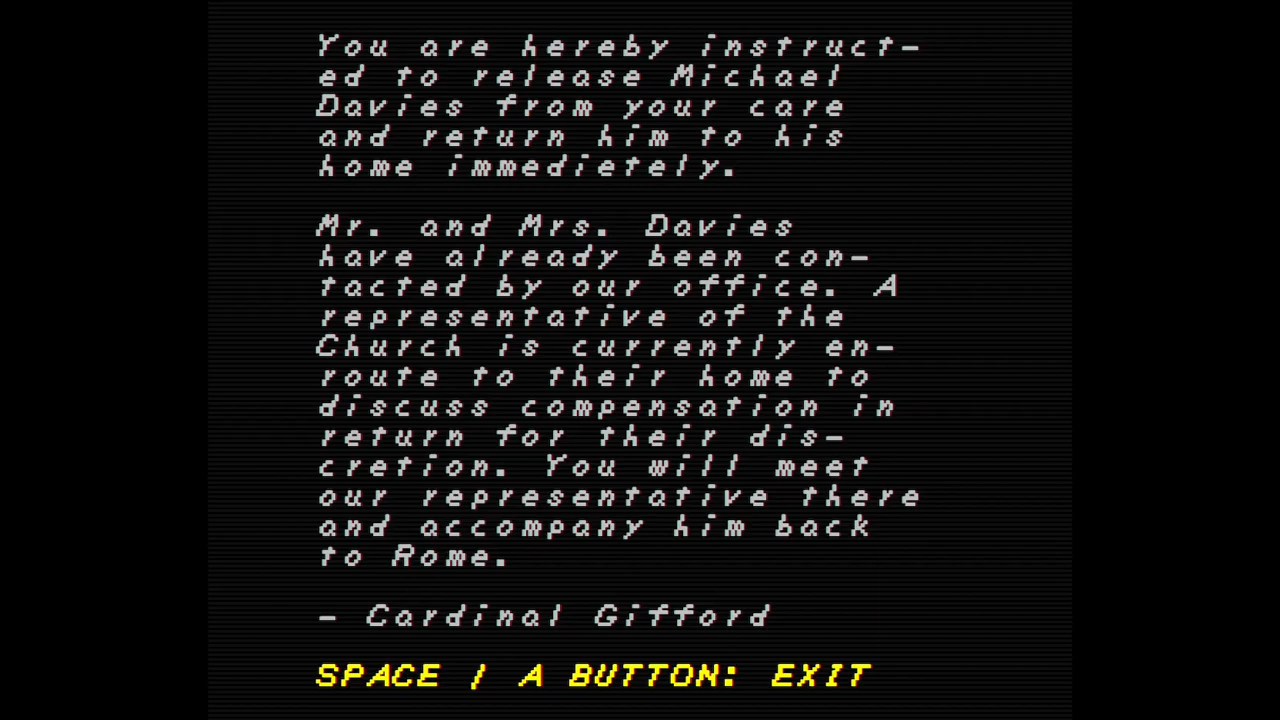 You are hereby instruct-
ed to release Michael
Davies from your care
and return him to his
home immedietely.
Mr. and Mrs. Davies
have already been con-
tacted by our office. A
representative of the
Church is currently en-
route to their home to
discuss compensation in
return for their dis-
cretion. You will meet
our representative there
and accompany him back
to Rome.
- Cardinal Gifford
SPACE / A BUTTON: EXIT